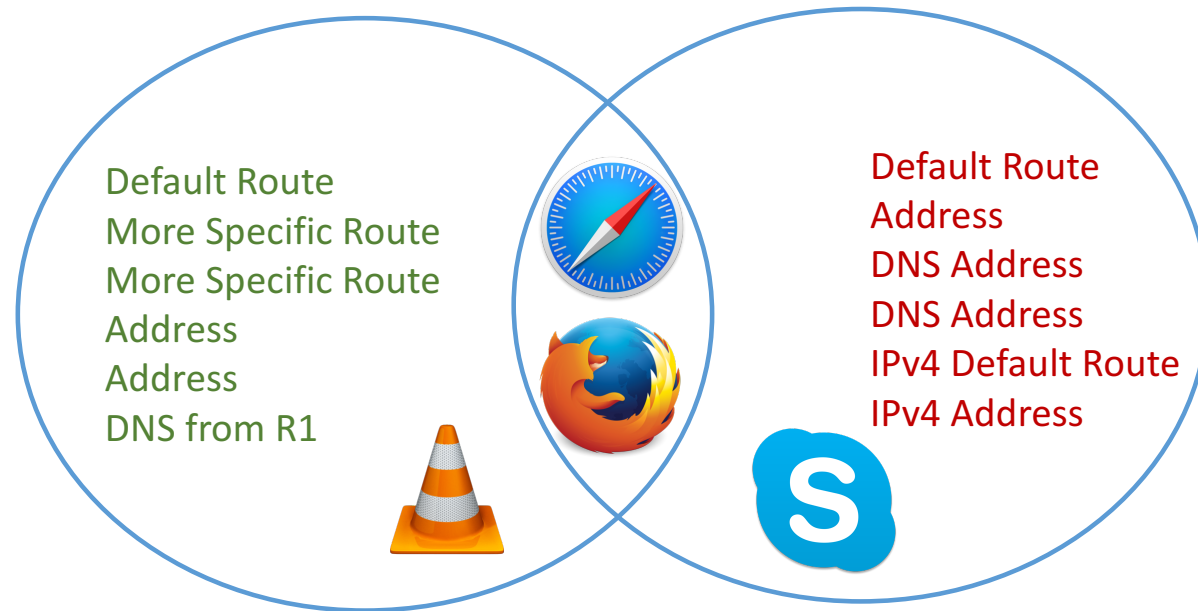 Default Route
More Specific Route
More Specific Route
Address
Address
DNS from R1
Default Route
Address
DNS Address
DNS Address
IPv4 Default Route
IPv4 Address
S